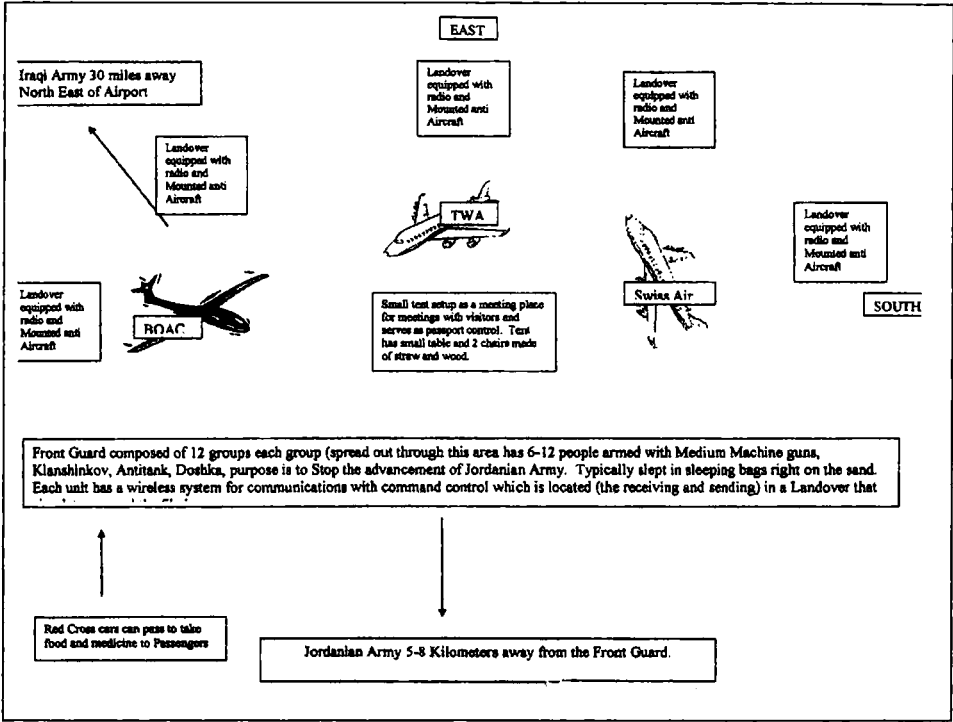 EAST
Iraqi Army 30 miles away
North East of Airport
Landover
equipped with
radio and
Mounted anti
Aircraft
Landover
equipped with
radio and
Mounted anti
Aircraft
Landover
equipped with
radio and
Mounted anti
Aircraft
TWA
Landover
equipped with
radio and
Mounted anti
Aircraft
Landover
equipped with
radio and
Mounted anti
Aircraft
BOAC
Small tent setup as a meeting place
for meetings with visitors and
serves as passport control. Tent
has small table and 2 chairs made
of straw and wood.
Swiss Air
SOUTH
Front Guard composed of 12 groups each group (spread out through this area has 6-12 people armed with Medium Machine guns,
Klanshinkov, Antitank, Doshka, purpose is to Stop the advancement of Jordanian Army. Typically slept in sleeping bags right on the sand.
Each unit has a wireless system for communications with command control which is located (the receiving and sending) in a Landover that
Red Cross cars can pass to take
food and medicine to Passengers
Jordanian Army 5-8 Kilometers away from the Front Guard.